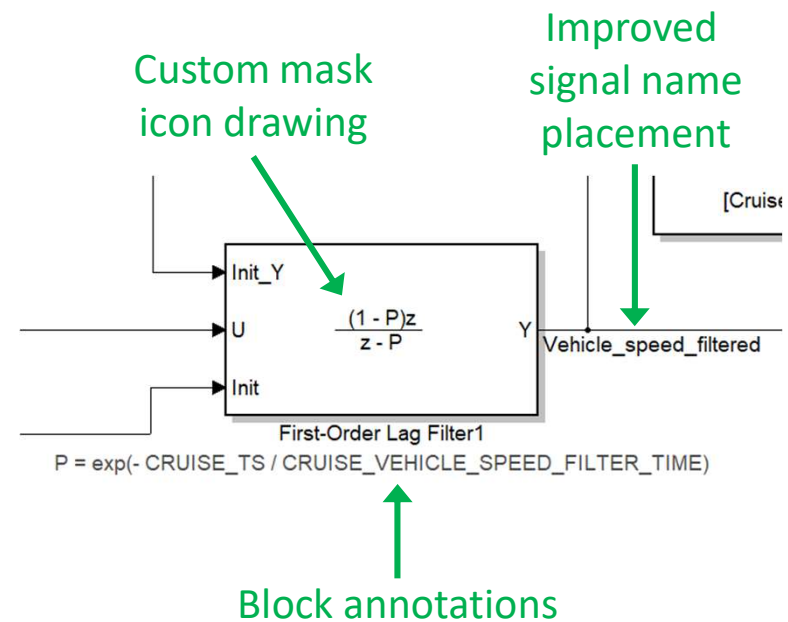 Custom mask
icon drawing
Improved
signal name
placement
[Cruise
Init_Y
U
Init
(1 - P)z
z - P
Y
Vehicle_speed_filtered
First-Order Lag Filter1
P = exp(- CRUISE_TS / CRUISE_VEHICLE_SPEED_FILTER_TIME)
Block annotations